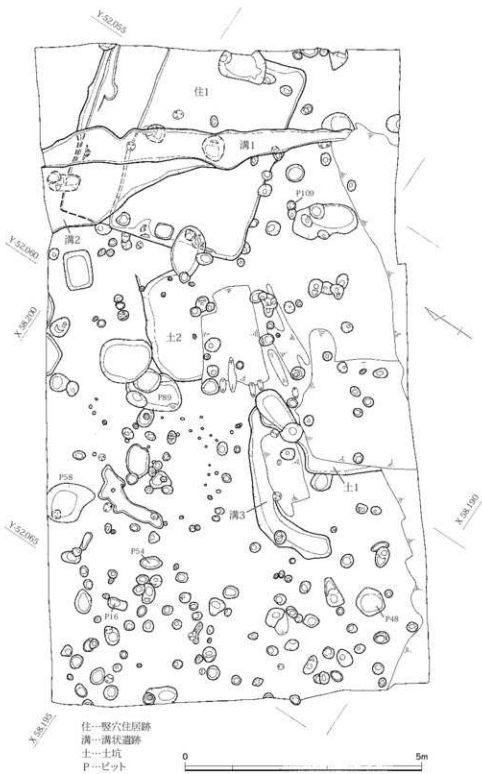 Y-52.055
住1
溝1
P109
Y-52.060
溝2
X 58.200
土2
P89
P58
土1
溝3
X 58.190
Y-52.065
P54
P16
P48
X 58.195
住…竪穴住居跡
溝…溝状遺跡
土…土坑
P…ピット
0 5m